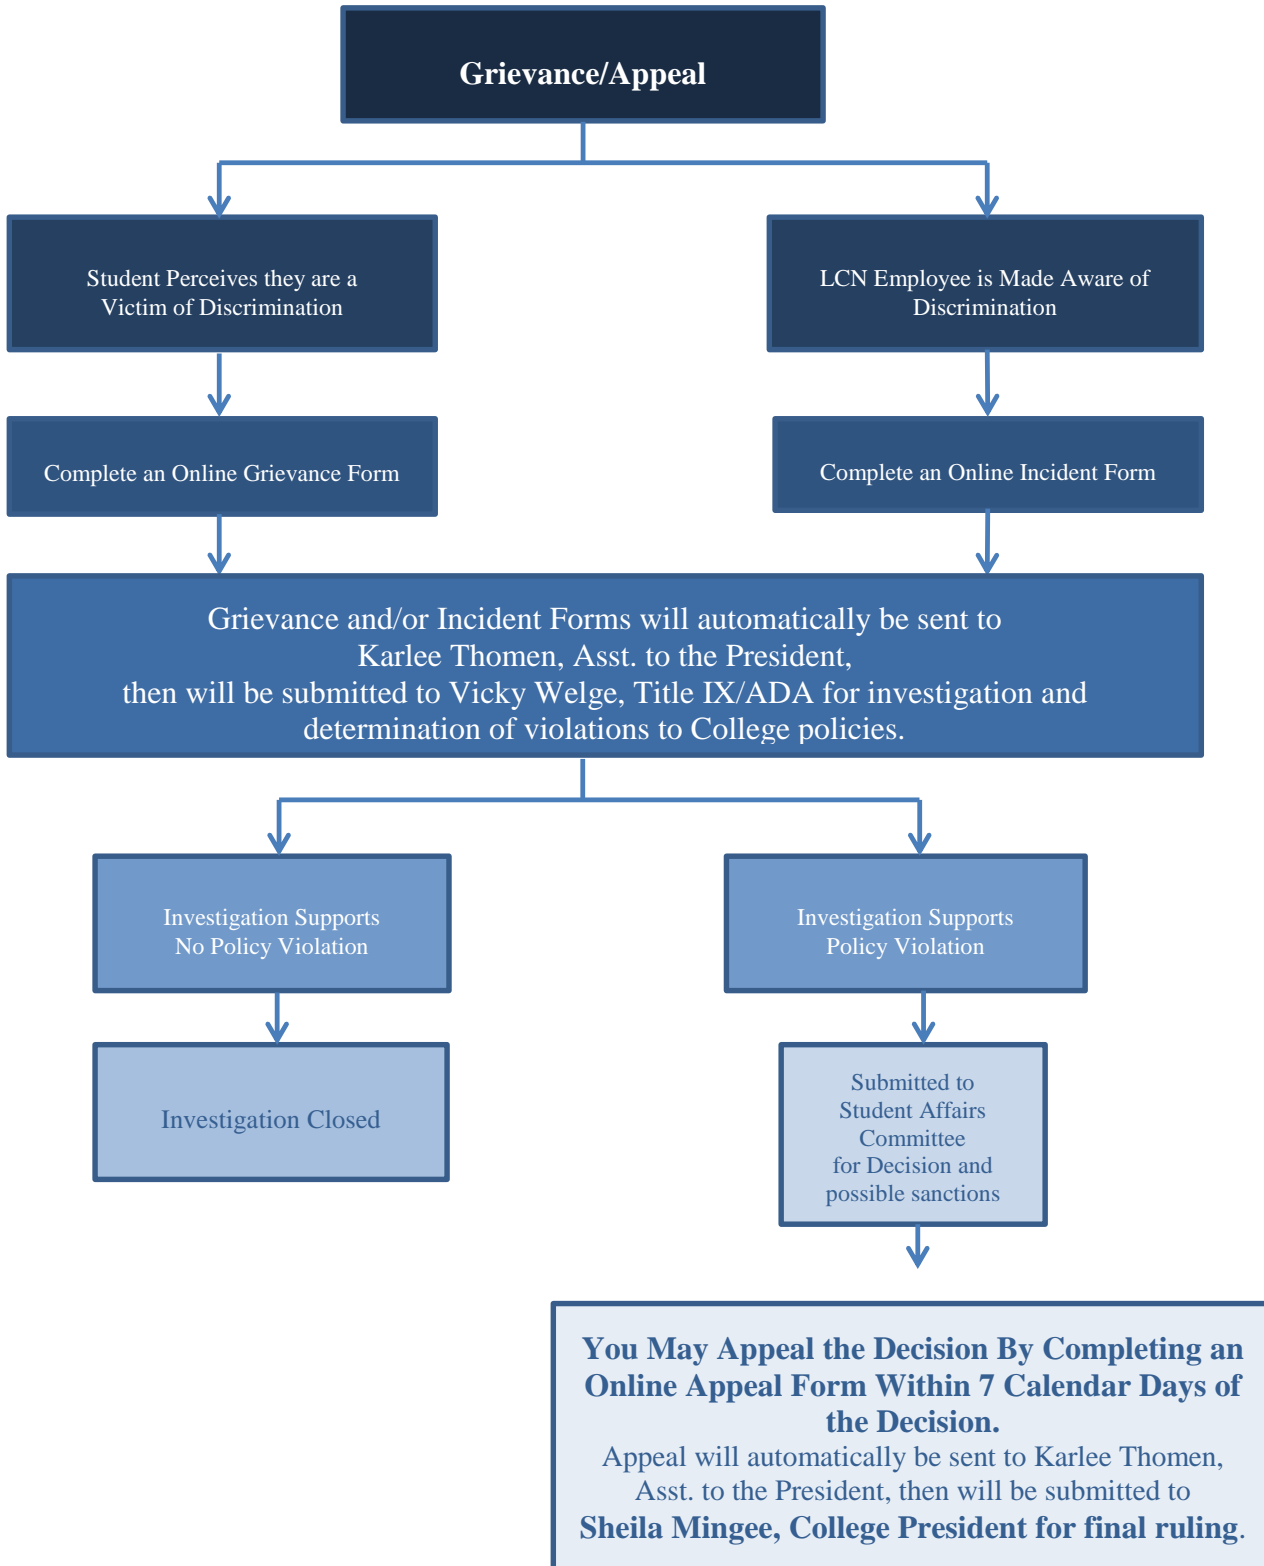 Grievance/Appeal
Student Perceives they are a
Victim of Discrimination
LCN Employee is Made Aware of
Discrimination
Complete an Online Grievance Form
Complete an Online Incident Form
Grievance and/or Incident Forms will automatically be sent to
Karlee Thomen, Asst. to the President,
then will be submitted to Vicky Welge, Title IX/ADA for investigation and
determination of violations to College policies.
Investigation Supports
No Policy Violation
Investigation Supports
Policy Violation
Investigation Closed
Submitted to
Student Affairs
Committee
for Decision and
possible sanctions
You May Appeal the Decision By Completing an
Online Appeal Form Within 7 Calendar Days of
the Decision.
Appeal will automatically be sent to Karlee Thomen,
Asst. to the President, then will be submitted to
Sheila Mingee, College President for final ruling.